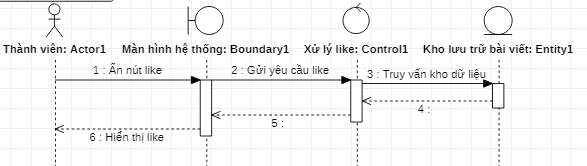 Thành viên: Actor1 Màn hình hệ thống: Boundary1 Xử lý like: Control1 Kho lưu trữ bài viết: Entity1
1 : Ấn nút like
2 : Gửi yêu cầu like
3 : Truy vấn kho dữ liệu
4 :
5 :
6 : Hiển thị like